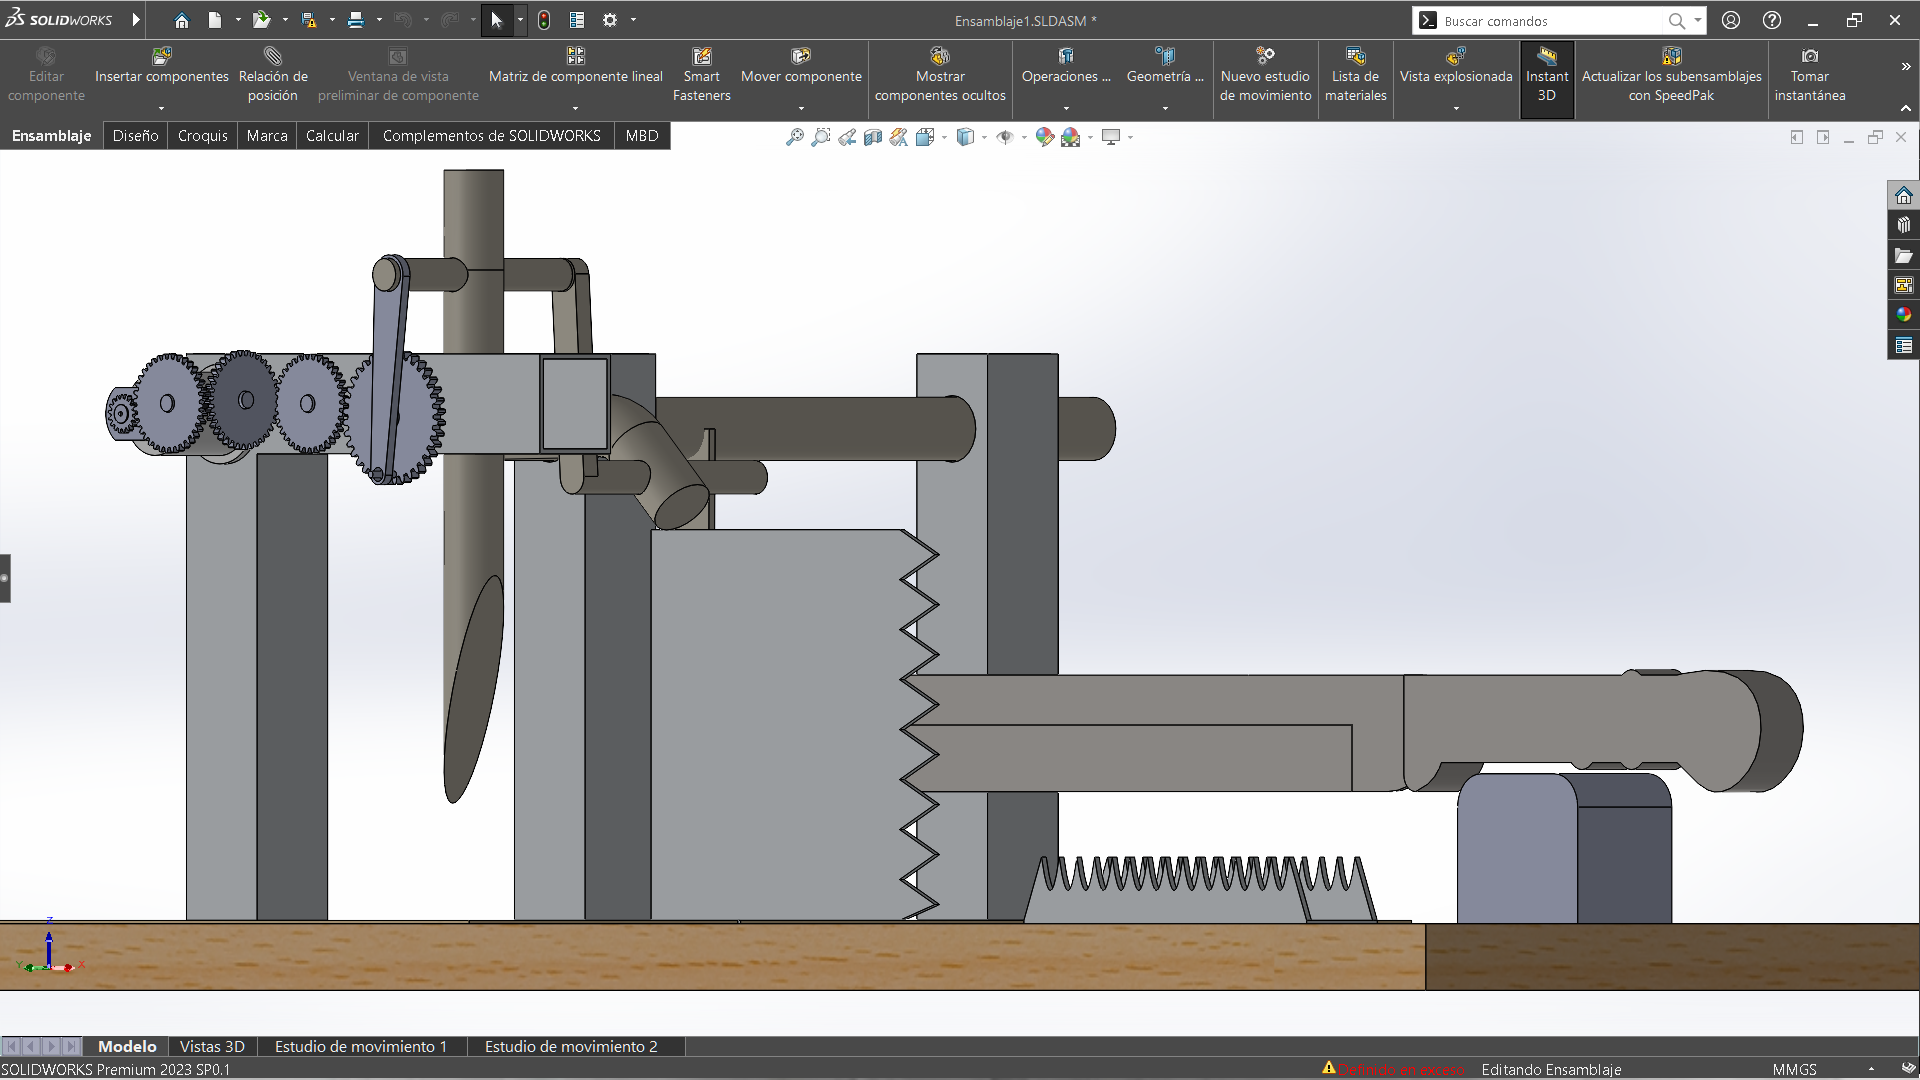 SOLIDWORKS
Ensamblaje1.SLDASM *
Buscar comandos
Editar componente
Insertar componentes
Relación de posición
Ventana de vista preliminar de componente
Matriz de componente lineal
Smart Fasteners
Mover componente
Mostrar componentes ocultos
Operaciones ...
Geometría ...
Nuevo estudio de movimiento
Lista de materiales
Vista explosionada
Instant 3D
Actualizar los subensamblajes con SpeedPak
Tomar instantánea
Ensamblaje
Diseño
Croquis
Marca
Calcular
Complementos de SOLIDWORKS
MBD
Z
Y
X
Modelo
Vistas 3D
Estudio de movimiento 1
Estudio de movimiento 2
SOLIDWORKS Premium 2023 SP0.1
Editando Ensamblaje
MMGS